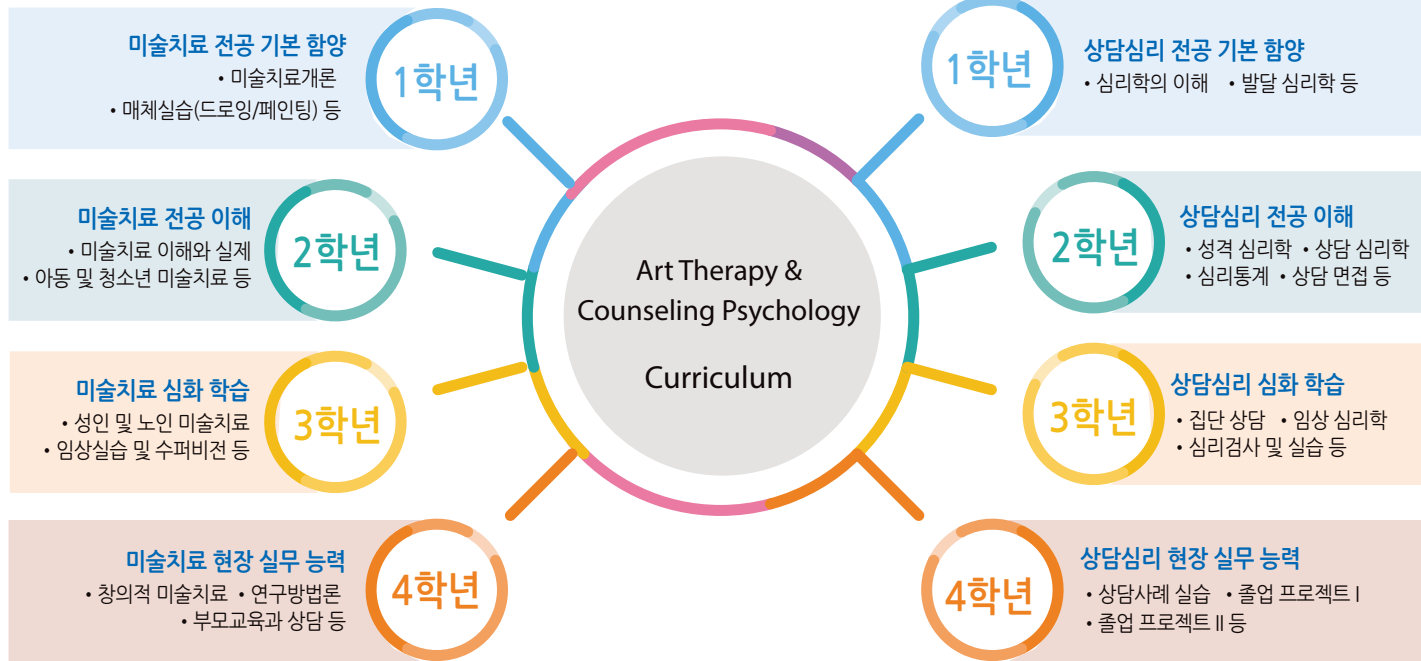 미술치료 전공 기본 함양
• 미술치료개론
• 매체실습(드로잉/페인팅) 등
1학년
미술치료 전공 이해
• 미술치료 이해와 실제
• 아동 및 청소년 미술치료 등
2학년
미술치료 심화 학습
• 성인 및 노인 미술치료
• 임상실습 및 수퍼비전 등
3학년
미술치료 현장 실무 능력
• 창의적 미술치료 • 연구방법론
부모교육과 상담 등
4학년
Art Therapy &
Counseling Psychology
Curriculum
1학년
상담심리 전공 기본 함양
• 심리학의 이해 • 발달 심리학 등
2학년
상담심리 전공 이해
• 성격 심리학 • 상담 심리학
• 심리통계 • 상담 면접 등
3학년
상담심리 심화 학습
• 집단 상담 • 임상 심리학
• 심리검사 및 실습 등
4학년
상담심리 현장 실무 능력
• 상담사례 실습 • 졸업 프로젝트 I
• 졸업 프로젝트 II 등